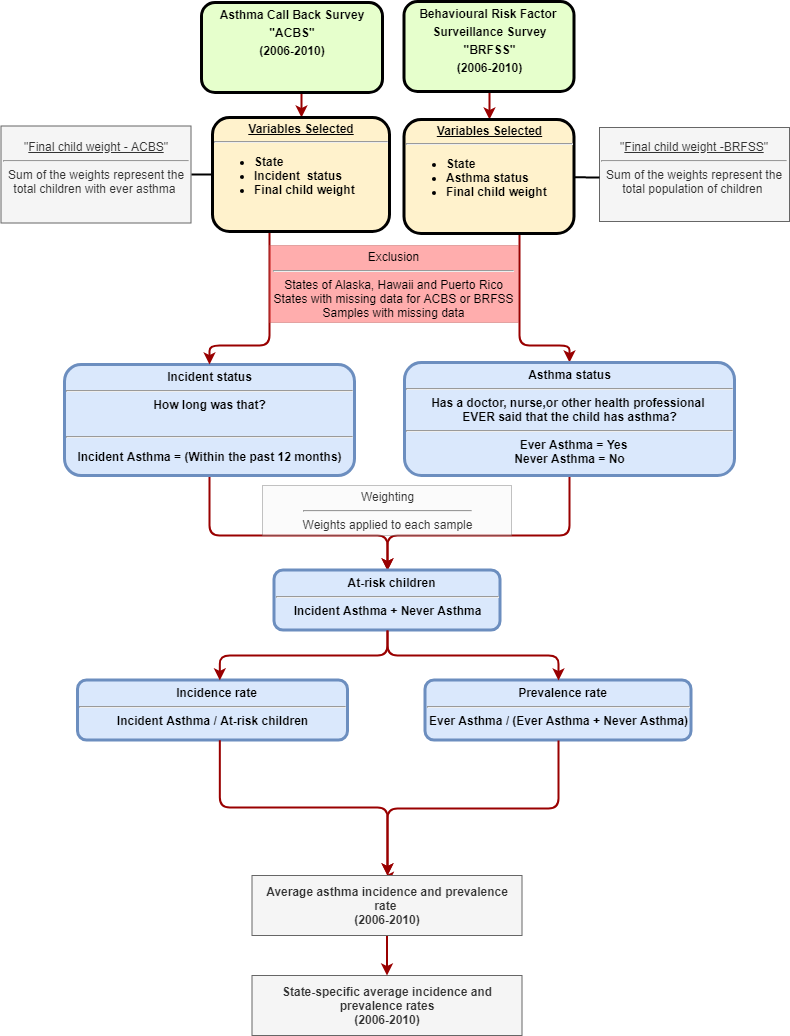 Asthma Call Back Survey
"ACBS"
(2006-2010)
Behavioural Risk Factor
Surveillance Survey
"BRFSS"
(2006-2010)
"Final child weight - ACBS"
Sum of the weights represent the
total children with ever asthma
Variables Selected
• State
• Incident status
• Final child weight
Variables Selected
• State
• Asthma status
• Final child weight
"Final child weight -BRFSS"
Sum of the weights represent the
total population of children
Exclusion
States of Alaska, Hawaii and Puerto Rico
States with missing data for ACBS or BRFSS
Samples with missing data
Incident status
How long was that?
Incident Asthma = (Within the past 12 months)
Asthma status
Has a doctor, nurse,or other health professional
EVER said that the child has asthma?
Ever Asthma = Yes
Never Asthma = No
Weighting
Weights applied to each sample
At-risk children
Incident Asthma + Never Asthma
Incidence rate
Incident Asthma / At-risk children
Prevalence rate
Ever Asthma / (Ever Asthma + Never Asthma)
Average asthma incidence and prevalence
rate
(2006-2010)
State-specific average incidence and
prevalence rates
(2006-2010)